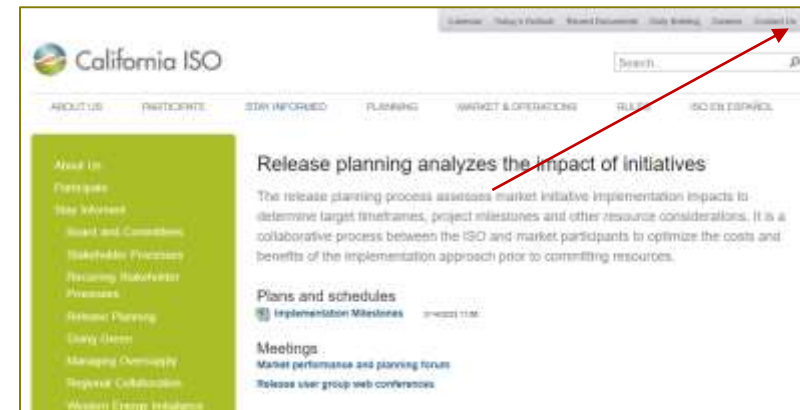 Calendar Today's Outlook Recent Documents Daily Briefing Careers Contact Us
California ISO
Search
ABOUT US PARTICIPATE STAY INFORMED PLANNING MARKET & OPERATIONS RULES ISO EN ESPAÑOL
About Us
Participate
Stay Informed
Board and Committees
Stakeholder Processes
Recurring Stakeholder
Processes
Release Planning
Going Green
Managing Oversupply
Regional Collaboration
Western Energy Imbalance
Release planning analyzes the impact of initiatives
The release planning process assesses market initiative implementation impacts to
determine target timeframes, project milestones and other resource considerations. It is a
collaborative process between the ISO and market participants to optimize the costs and
benefits of the implementation approach prior to committing resources.
Plans and schedules
Implementation Milestones
Meetings
Market performance and planning forum
Release user group web conferences